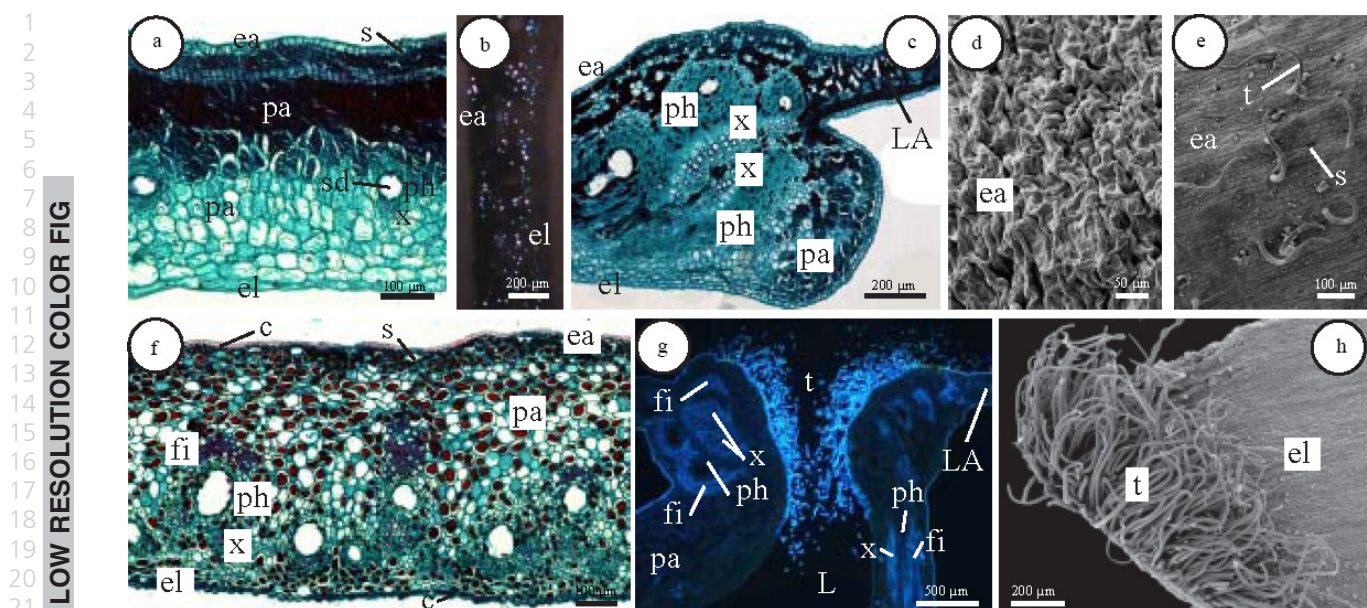 1
2
3
4
5
6
7
8
9
10
11
12
13
14
15
16
17
18
19
20
21
LOW RESOLUTION COLOR FIG
a
ea
s
pa
sd
ph
x
pa
el
100 µm
b
ea
el
200 µm
c
ea
ph
x
x
LA
ph
pa
el
200 µm
d
ea
50 µm
e
t
ea
s
100 µm
f
c
s
ea
pa
fi
ph
x
el
c
100 µm
g
t
fi
x
LA
ph
fi
ph
x
fi
pa
L
500 µm
h
el
t
200 µm